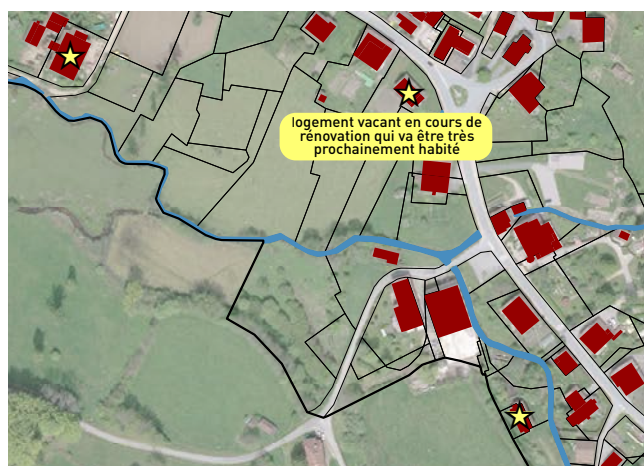 logement vacant en cours de
rénovation qui va être très
prochainement habité